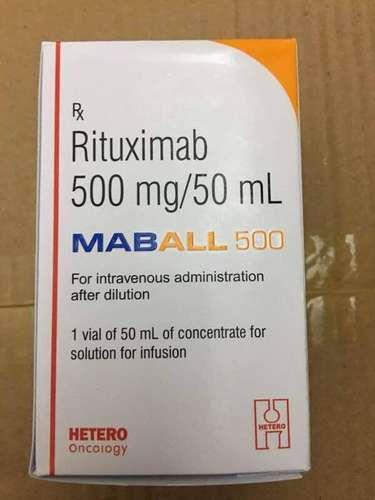 Rx
Rituximab
500 mg/50 mL
MABALL 500
For intravenous administration
after dilution
1 vial of 50 mL of concentrate for
solution for infusion
HETERO
Oncology
HETERO